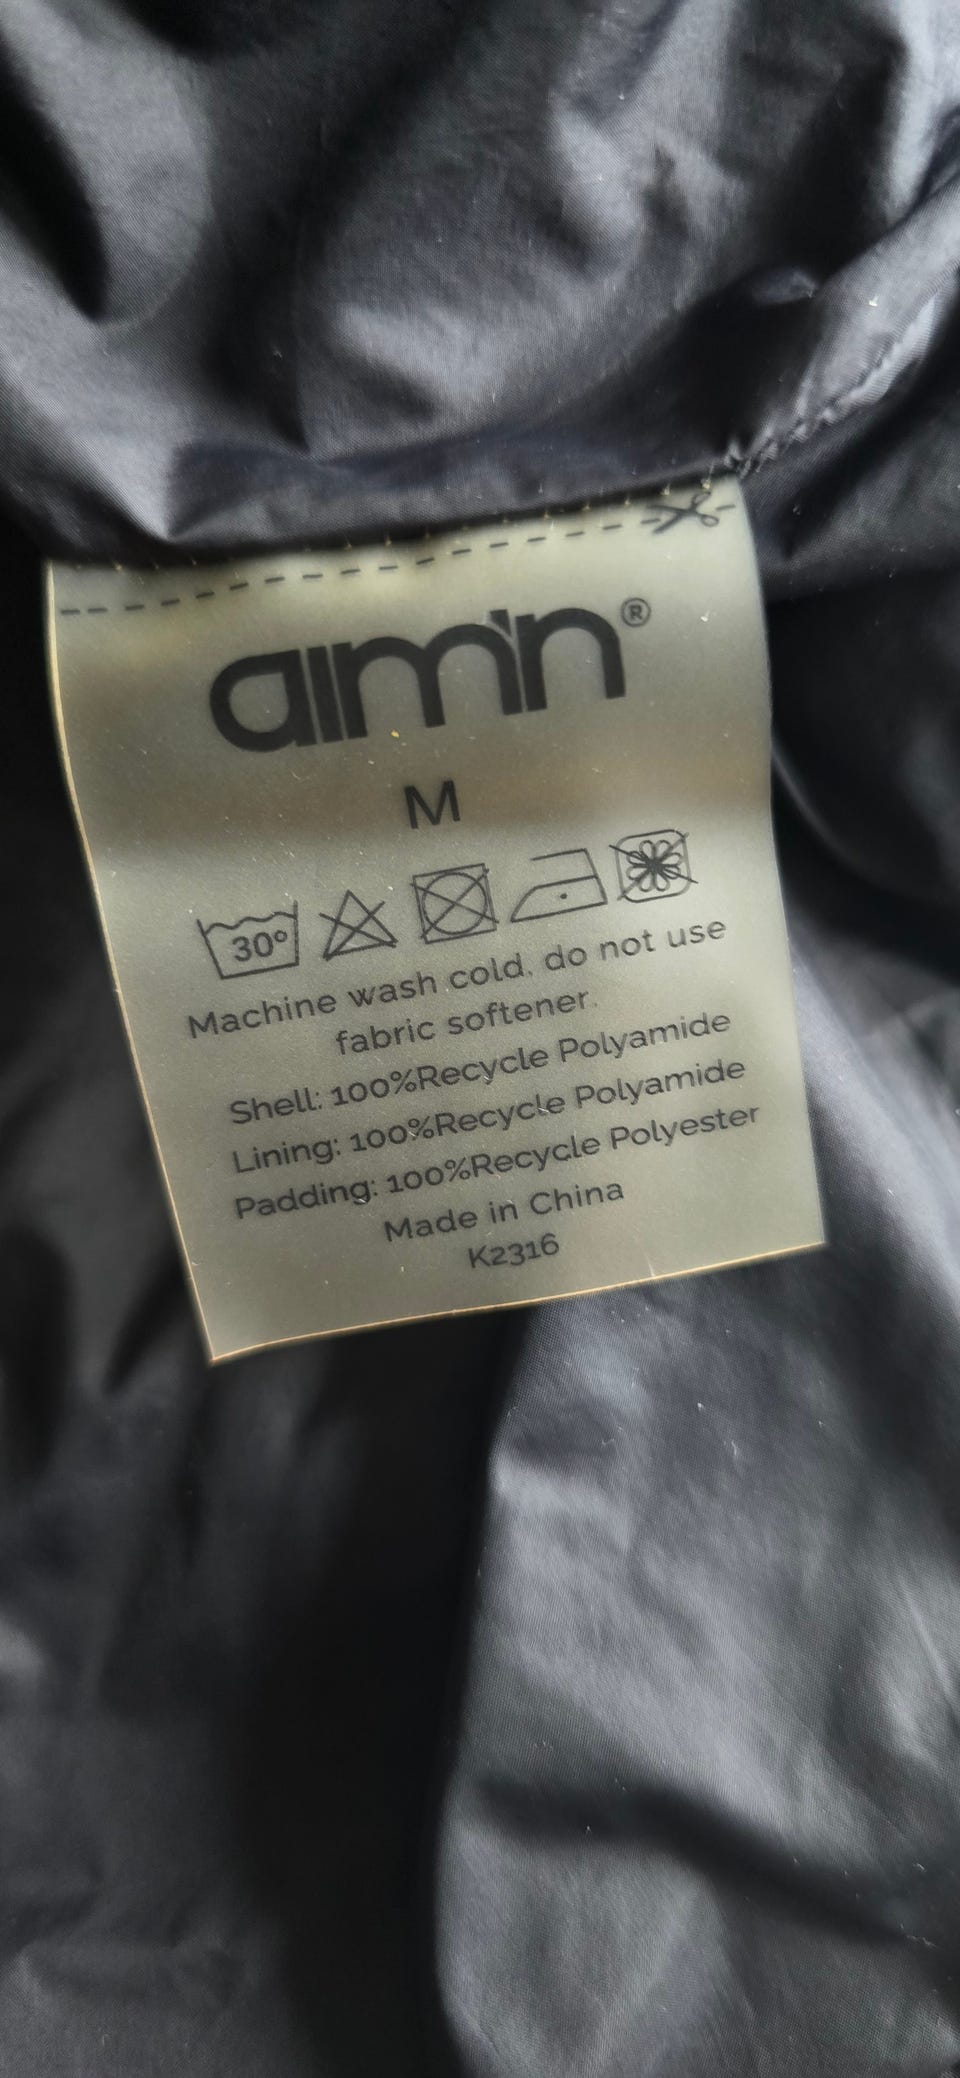 aim'n®
M
30°
Machine wash cold, do not use
fabric softener.
Shell: 100%Recycle Polyamide
Lining: 100%Recycle Polyamide
Padding: 100%Recycle Polyester
Made in China
K2316